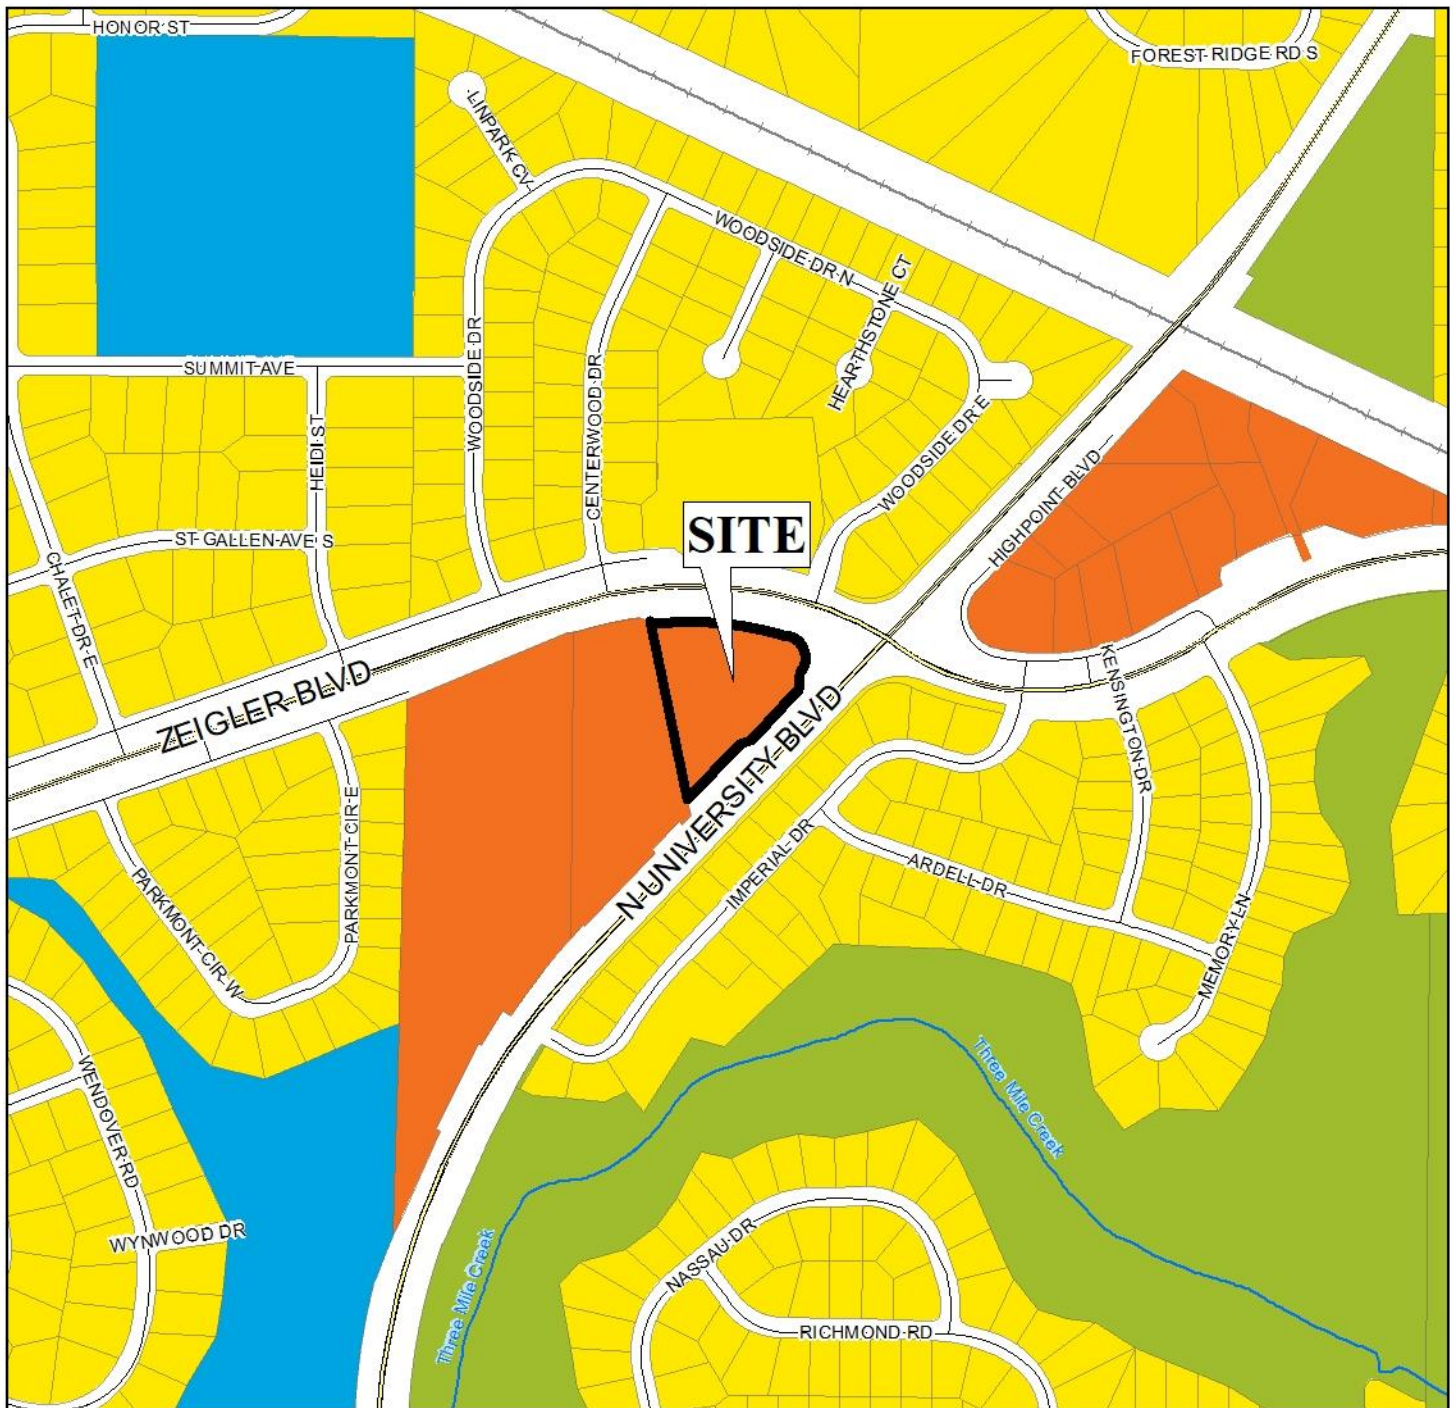 HONOR ST
FOREST RIDGE RD S
LINPARK CV
WOODSIDE DR N
HEARTHSTONE CT
SUMMIT AVE
WOODSIDE DR
CENTERWOOD DR
HEIDI ST
WOODSIDE DR E
HIGHPOINT BLVD
SITE
ST GALLEN AVE S
CHALET DR E
ZEIGLER BLVD
KENSINGTON DR
N UNIVERSITY BLVD
PARKMONT CIR E
IMPERIAL DR
ARDELL DR
PARKMONT CIR W
MEMORY LN
WENDOVER RD
Three Mile Creek
WYNWOOD DR
NASSAU DR
Three Mile Creek
RICHMOND RD